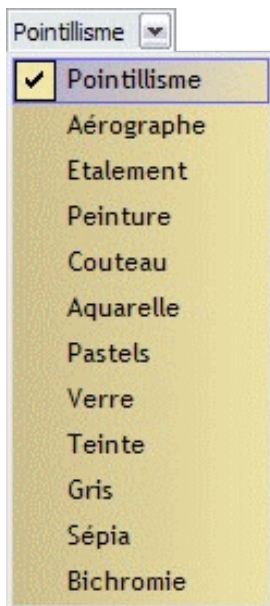 Pointillisme
Pointillisme
Aérographe
Etalement
Peinture
Couteau
Aquarelle
Pastels
Verre
Teinte
Gris
Sépia
Bichromie